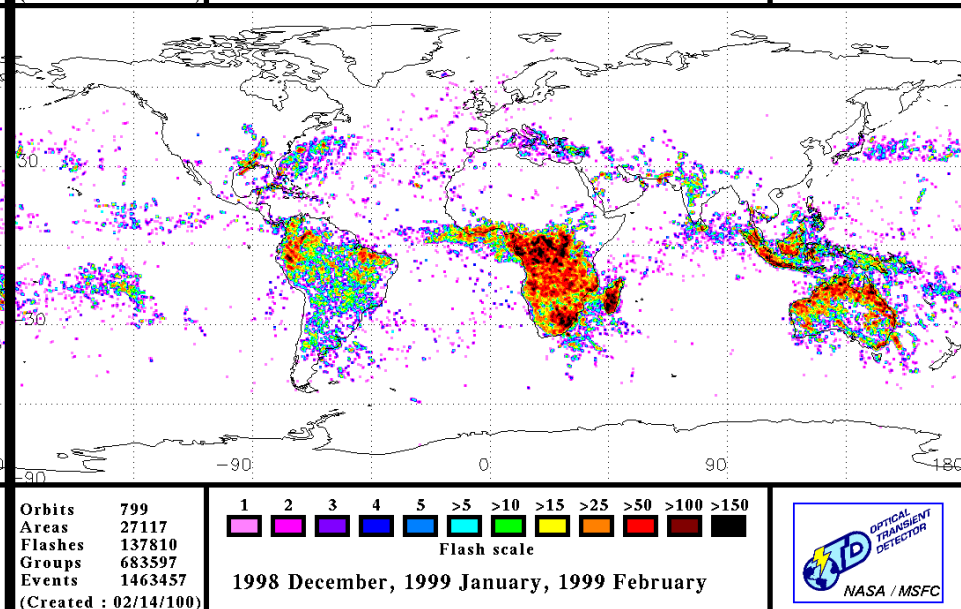 30
-30
-90
-90
0
90
180
Orbits 799
Areas 27117
Flashes 137810
Groups 683597
Events 1463457
(Created : 02/14/100)
1 2 3 4 5 >5 >10 >15 >25 >50 >100 >150
Flash scale
1998 December, 1999 January, 1999 February
OPTICAL
TRANSIENT
DETECTOR
OTD
NASA / MSFC